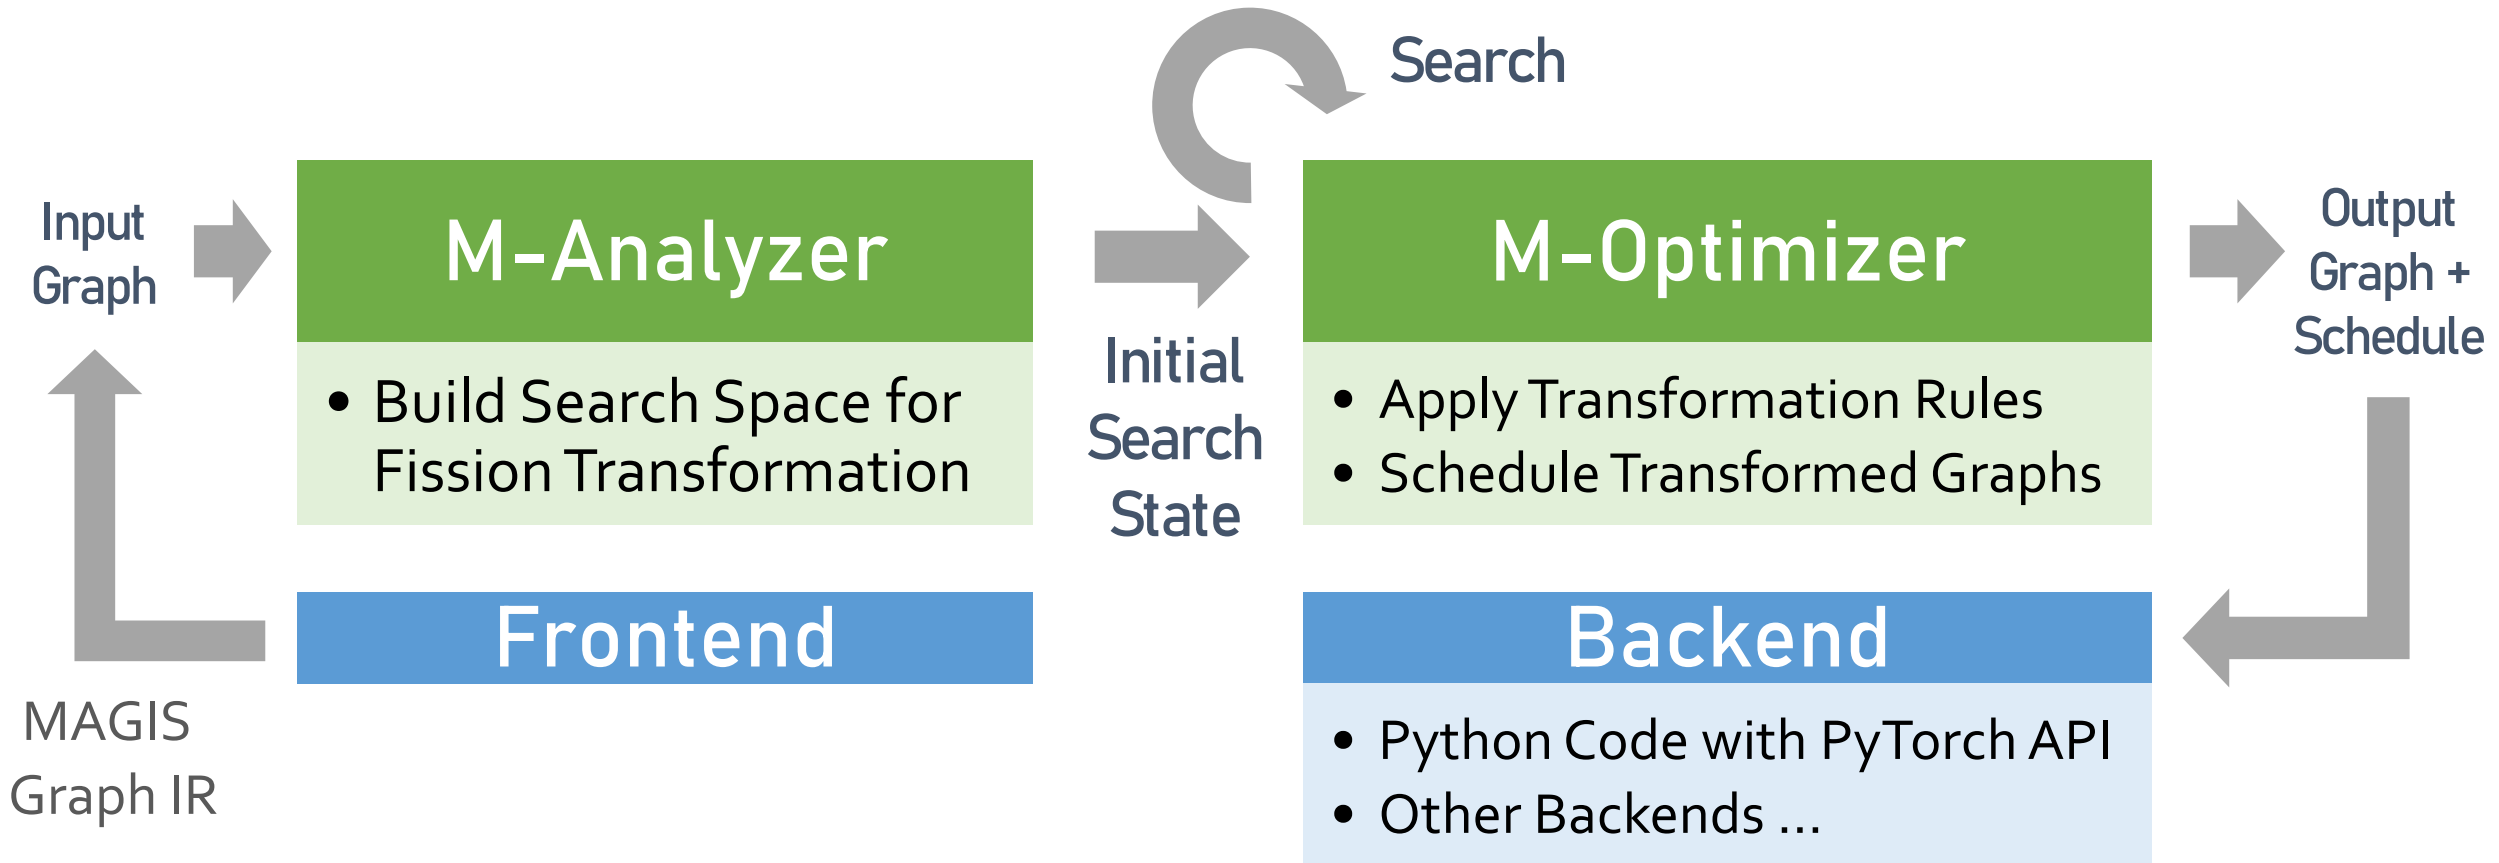 Search
Input
Graph
M-Analyzer
• Build Search Space for
Fission Transformation
Initial
Search
State
M-Optimizer
• Apply Transformation Rules
• Schedule Transformed Graphs
Output
Graph +
Schedule
Frontend
MAGIS
Graph IR
Backend
• Python Code with PyTorch API
• Other Backends ...